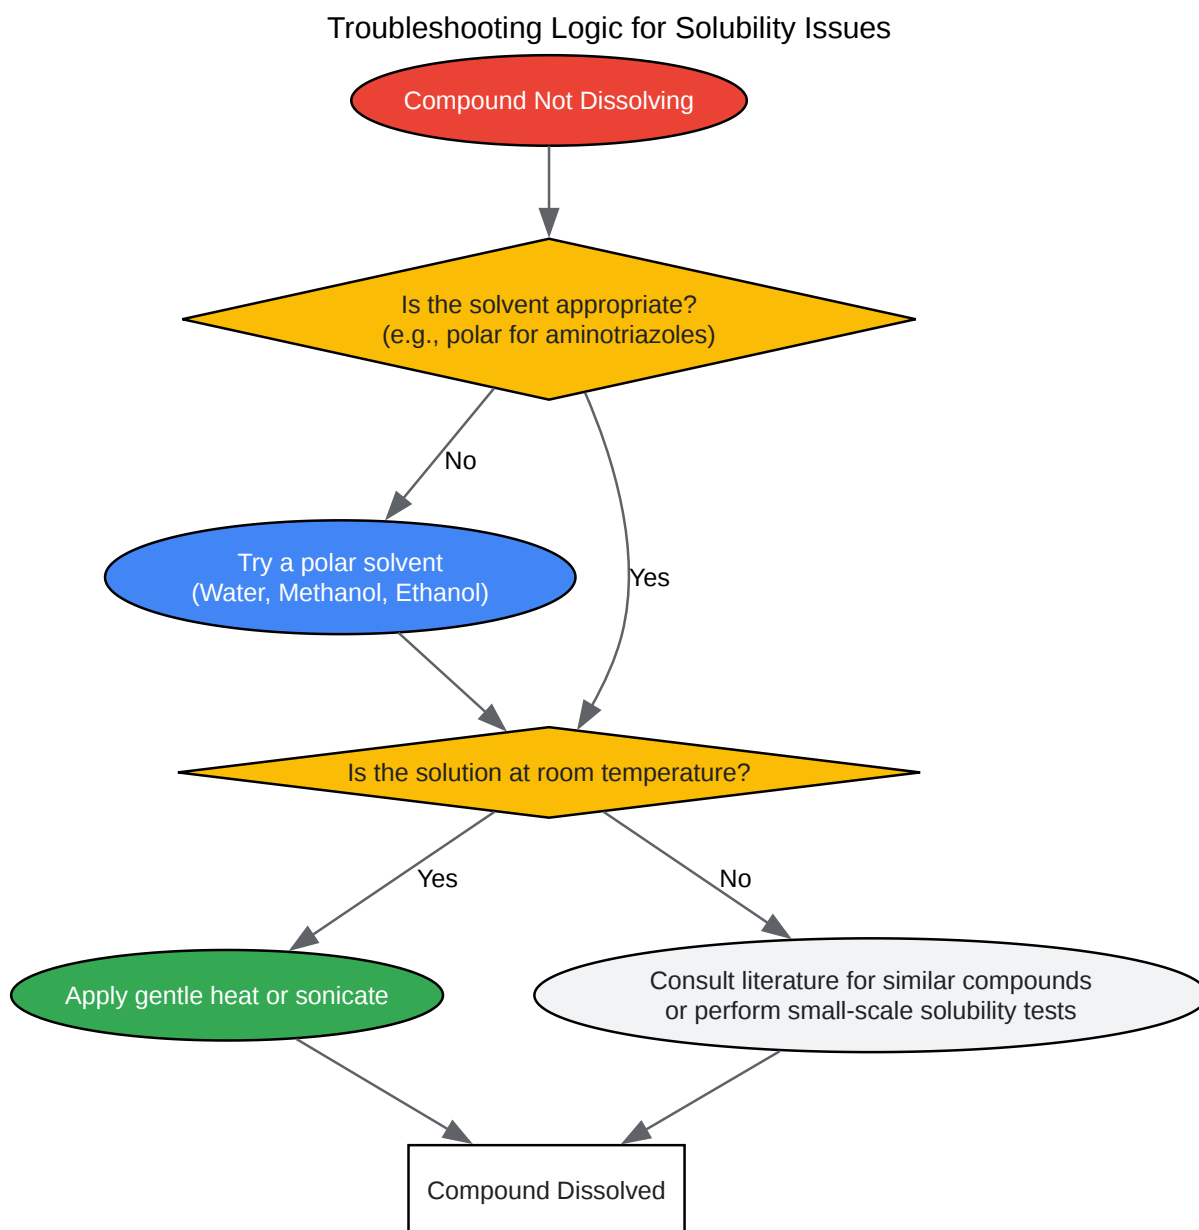 Troubleshooting Logic for Solubility Issues
Compound Not Dissolving
Is the solvent appropriate?
(e.g., polar for aminotriazoles)
No
Try a polar solvent
(Water, Methanol, Ethanol)
Yes
Is the solution at room temperature?
Yes
No
Apply gentle heat or sonicate
Consult literature for similar compounds
or perform small-scale solubility tests
Compound Dissolved